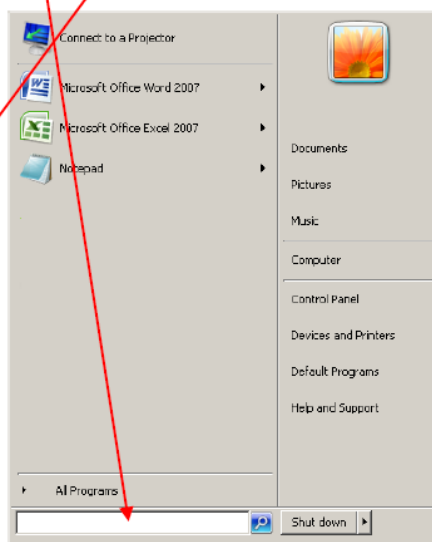 Connect to a Projector
Microsoft Office Word 2007
Microsoft Office Excel 2007
Notepad
Documents
Pictures
Music
Computer
Control Panel
Devices and Printers
Default Programs
Help and Support
All Programs
Shut down